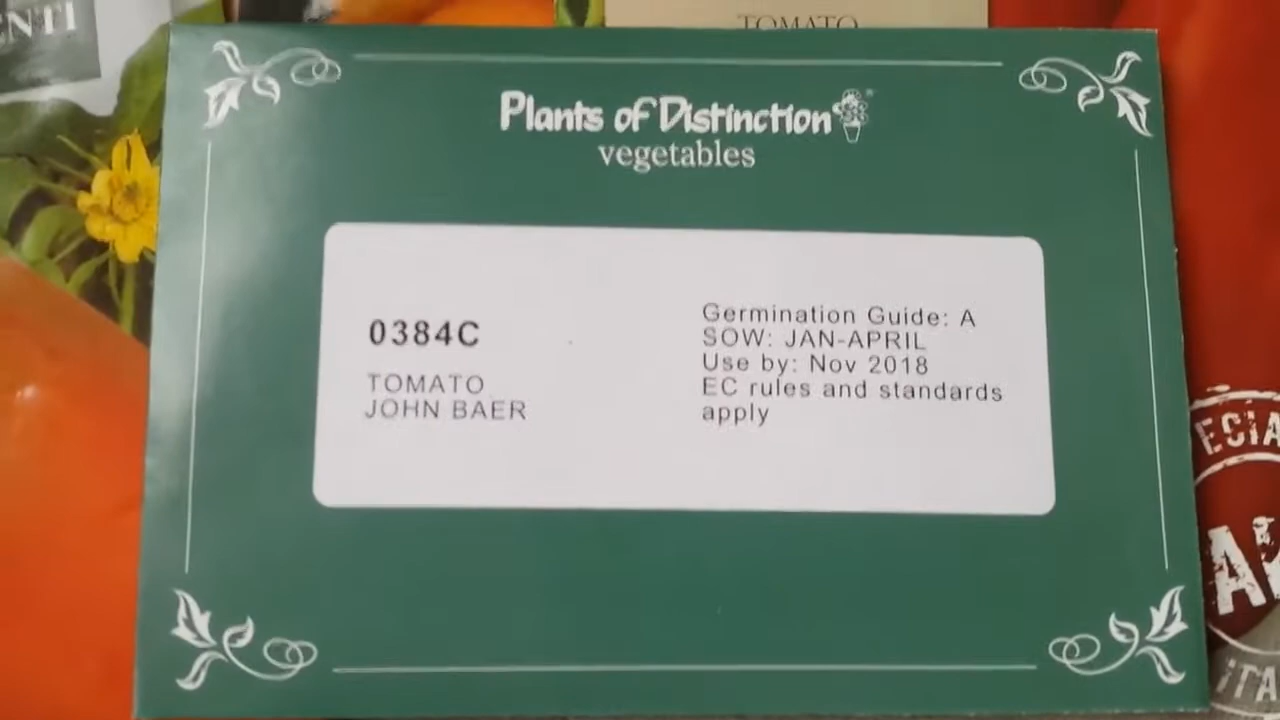 TOMATO
Plants of Distinction
vegetables
0384C
TOMATO
JOHN BAER
Germination Guide: A
SOW: JAN-APRIL
Use by: Nov 2018
EC rules and standards
apply